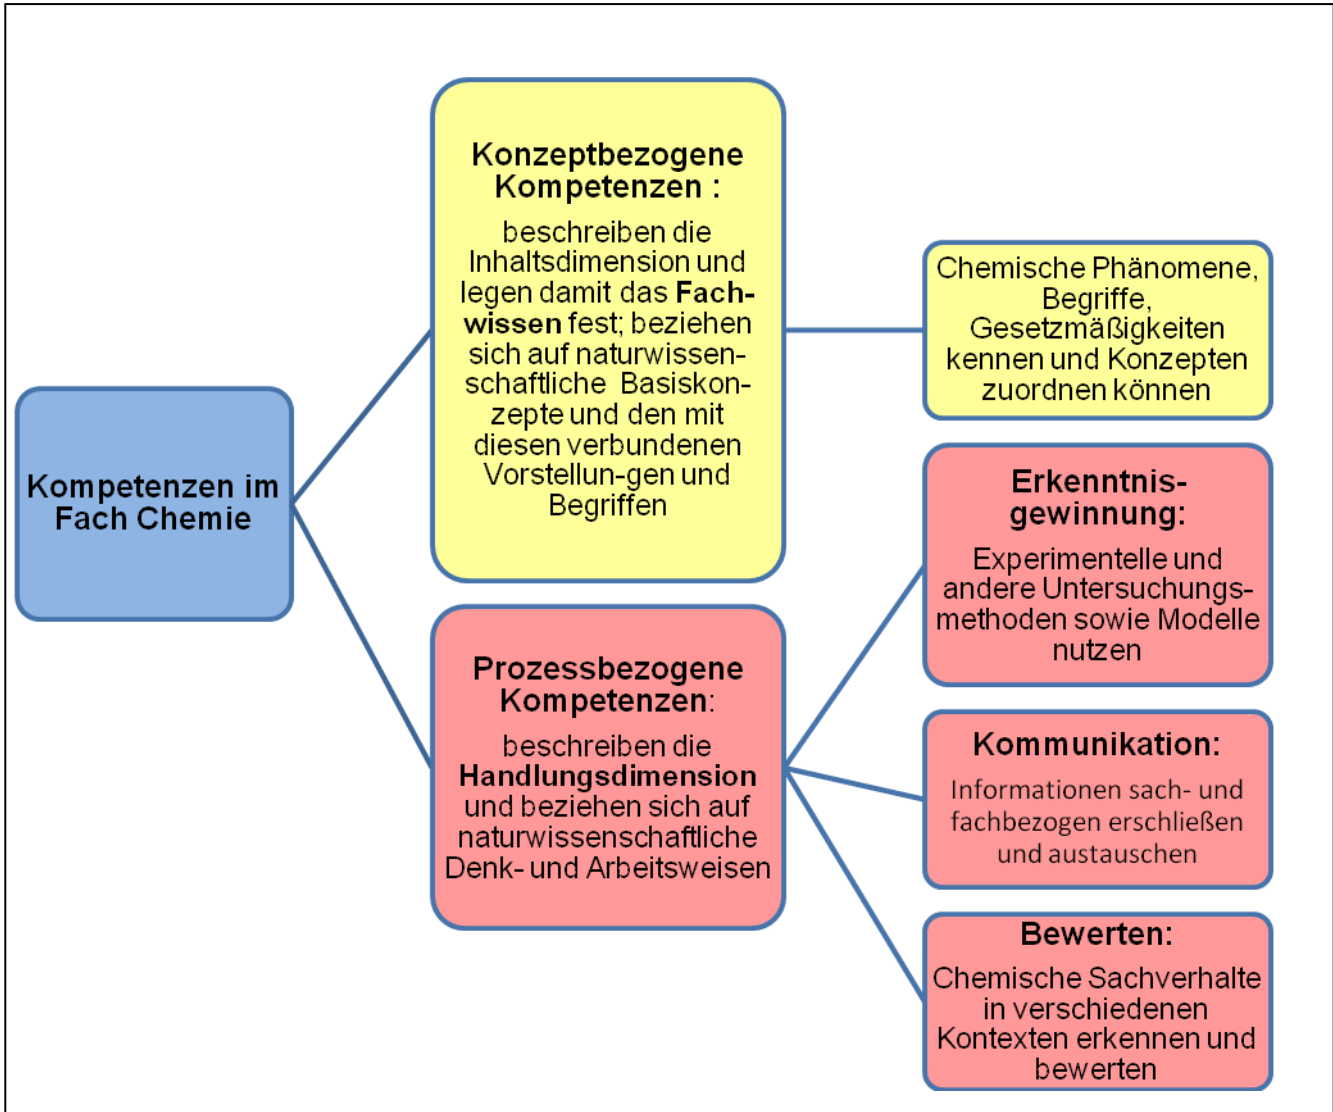 Kompetenzen im
Fach Chemie
Konzeptbezogene
Kompetenzen :
beschreiben die
Inhaltsdimension und
legen damit das Fach-
wissen fest; beziehen
sich auf naturwissen-
schaftliche Basiskon-
zepte und den mit
diesen verbundenen
Vorstellun-gen und
Begriffen
Chemische Phänomene,
Begriffe,
Gesetzmäßigkeiten
kennen und Konzepten
zuordnen können
Prozessbezogene
Kompetenzen:
beschreiben die
Handlungsdimension
und beziehen sich auf
naturwissenschaftliche
Denk- und Arbeitsweisen
Erkenntnis-
gewinnung:
Experimentelle und
andere Untersuchungs-
methoden sowie Modelle
nutzen
Kommunikation:
Informationen sach- und
fachbezogen erschließen
und austauschen
Bewerten:
Chemische Sachverhalte
in verschiedenen
Kontexten erkennen und
bewerten